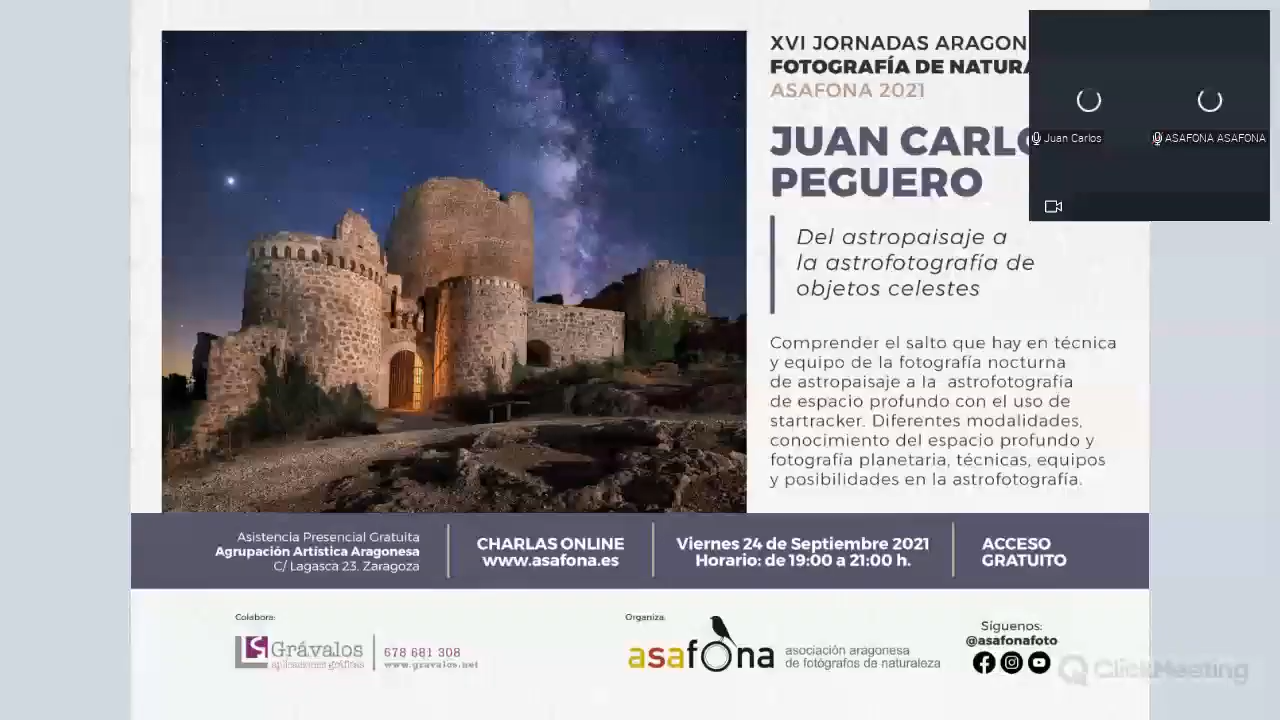 XVI JORNADAS ARAGON
FOTOGRAFÍA DE NATURA
ASAFONA 2021
JUAN CARLO
PEGUERO
Del astropaisaje a
la astrofotografía de
objetos celestes
Comprender el salto que hay en técnica
y equipo de la fotografía nocturna
de astropaisaje a la astrofotografía
de espacio profundo con el uso de
startracker. Diferentes modalidades,
conocimiento del espacio profundo y
fotografía planetaria, técnicas, equipos
y posibilidades en la astrofotografía.
Juan Carlos
ASAFONA ASAFONA
Asistencia Presencial Gratuita
Agrupación Artística Aragonesa
C/ Lagasca 23. Zaragoza
CHARLAS ONLINE
www.asafona.es
Viernes 24 de Septiembre 2021
Horario: de 19:00 a 21:00 h.
ACCESO
GRATUITO
Colabora:
Grávalos
aplicaciones gráficas
678 681 308
www.gravalos.net
Organiza:
asafona
asociación aragonesa
de fotógrafos de naturaleza
Síguenos:
@asafonafoto
ClickMeeting